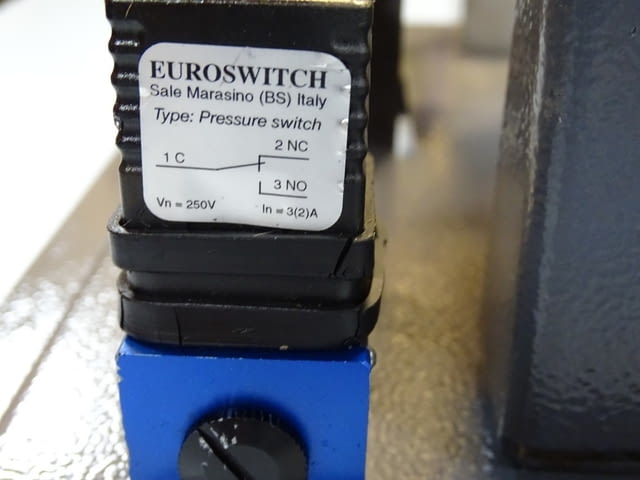 EUROSWITCH
Sale Marasino (BS) Italy
Type: Pressure switch
1 C
2 NC
3 NO
Vn = 250V In = 3(2)A